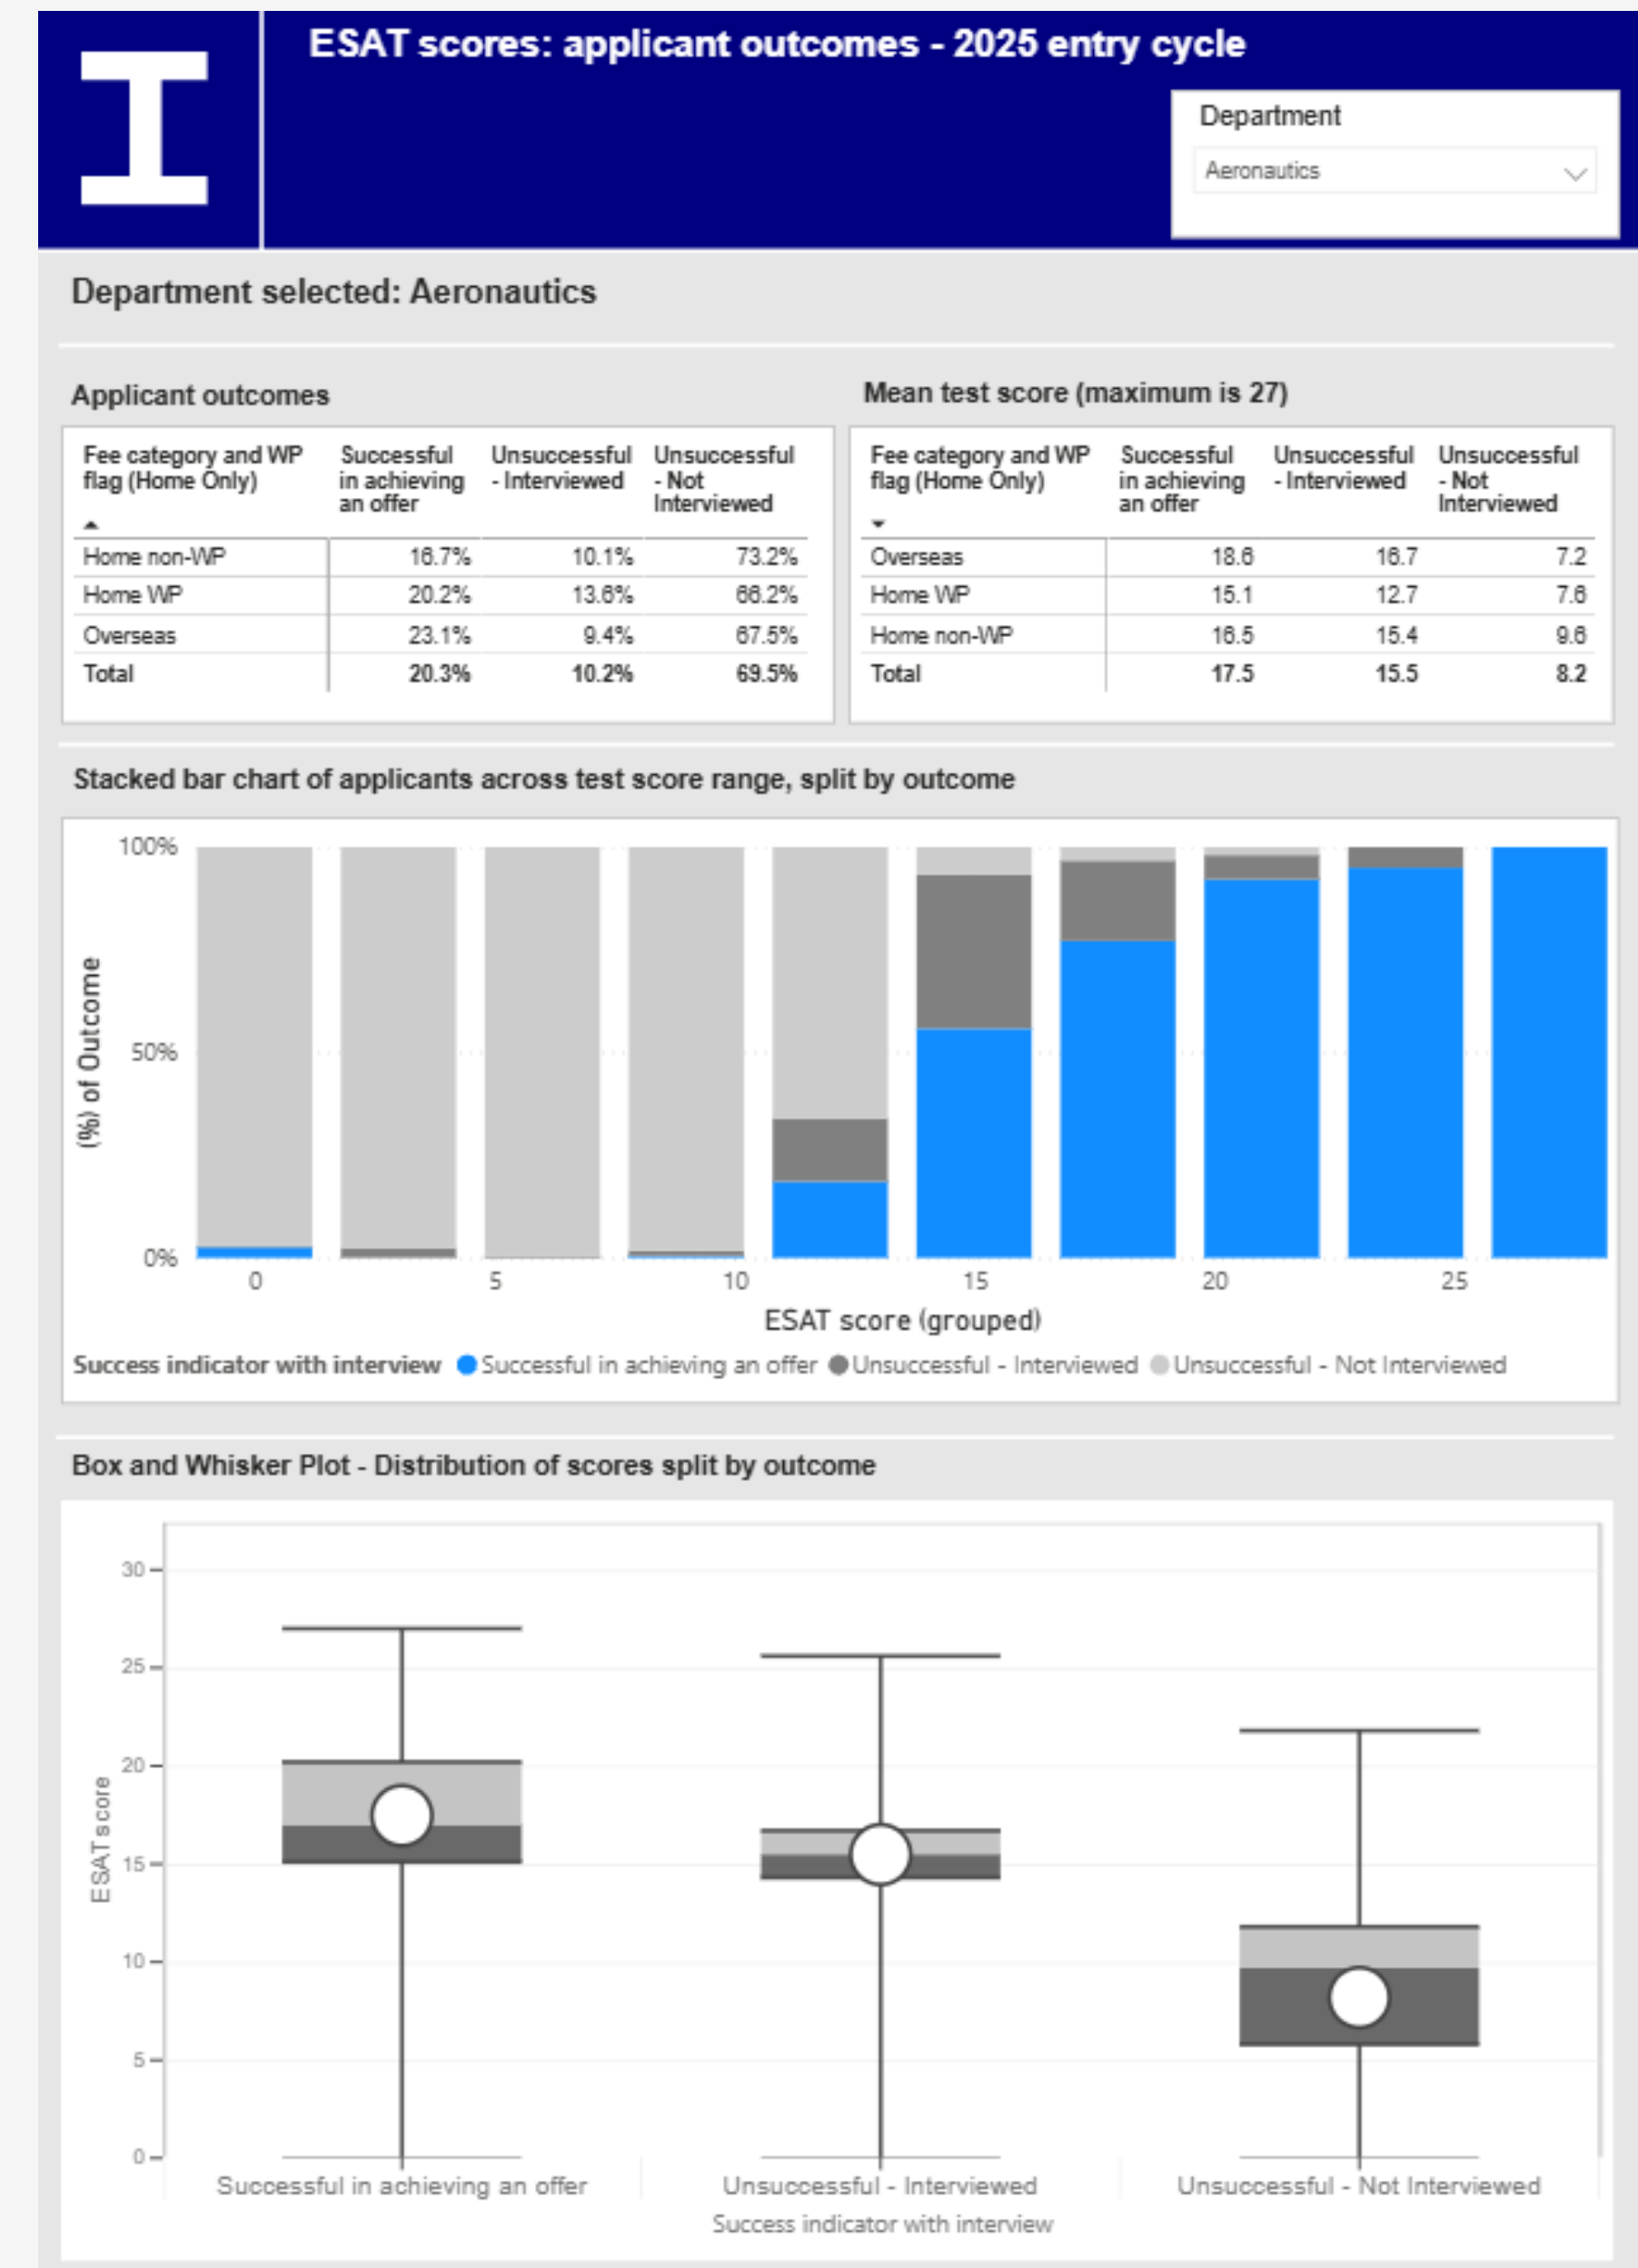 ESAT scores: applicant outcomes - 2025 entry cycle
Department
Aeronautics
Department selected: Aeronautics
Applicant outcomes
Fee category and WP flag (Home Only) Successful in achieving an offer Unsuccessful - Interviewed Unsuccessful - Not Interviewed
Home non-WP 16.7% 10.1% 73.2%
Home WP 20.2% 13.6% 66.2%
Overseas 23.1% 9.4% 67.5%
Total 20.3% 10.2% 69.5%
Mean test score (maximum is 27)
Fee category and WP flag (Home Only) Successful in achieving an offer Unsuccessful - Interviewed Unsuccessful - Not Interviewed
Overseas 18.6 16.7 7.2
Home WP 15.1 12.7 7.6
Home non-WP 16.5 15.4 9.6
Total 17.5 15.5 8.2
Stacked bar chart of applicants across test score range, split by outcome
100%
50%
0%
(%) of Outcome
0 5 10 15 20 25
ESAT score (grouped)
Success indicator with interview Successful in achieving an offer Unsuccessful - Interviewed Unsuccessful - Not Interviewed
Box and Whisker Plot - Distribution of scores split by outcome
30
25
20
15
10
5
0
ESAT score
Successful in achieving an offer Unsuccessful - Interviewed Unsuccessful - Not Interviewed
Success indicator with interview